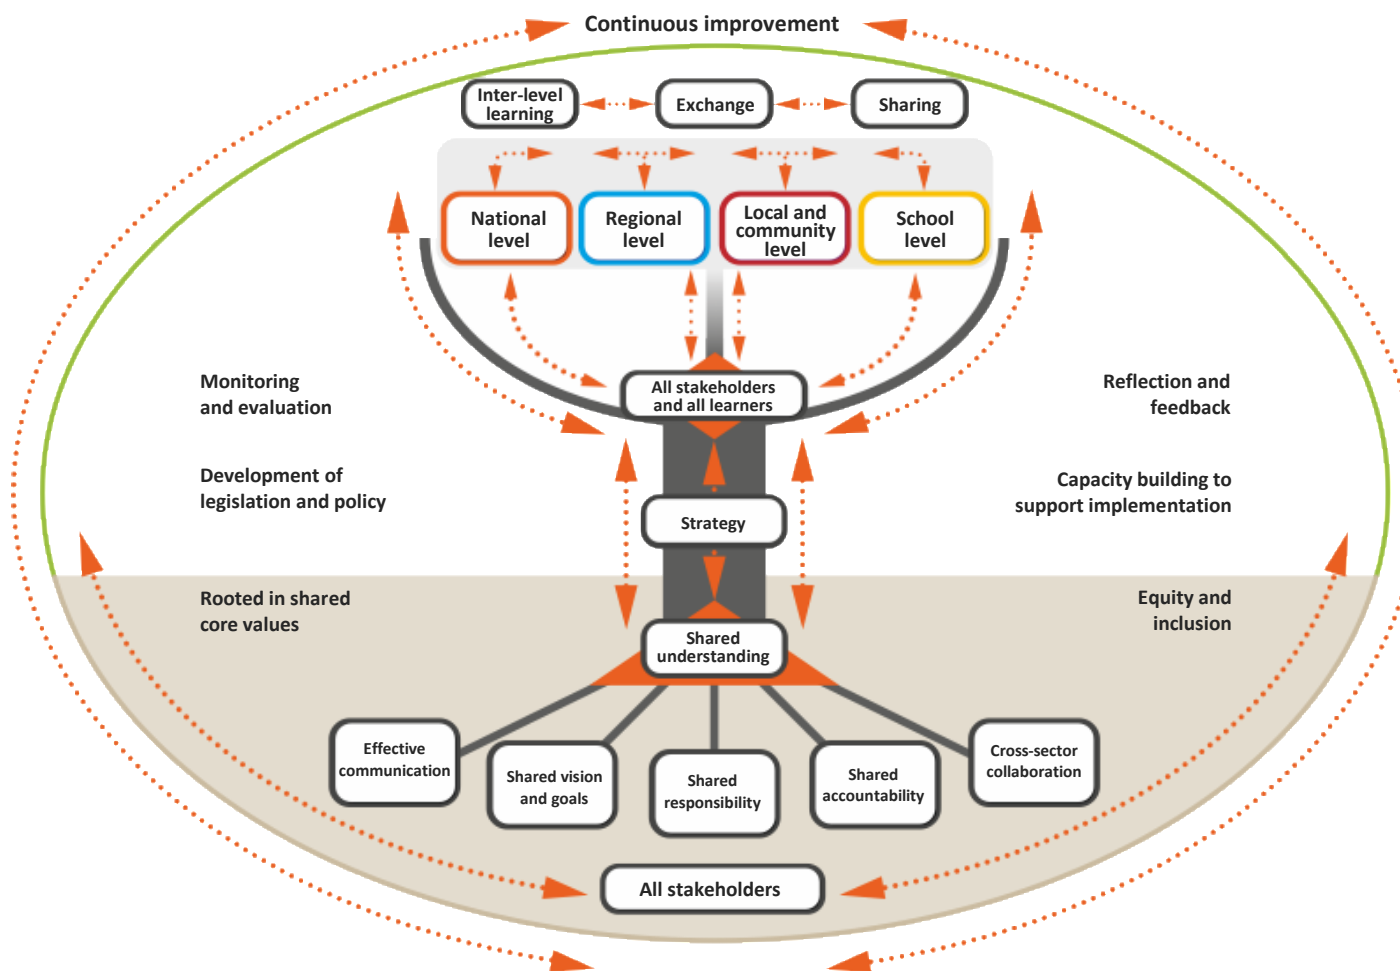 Continuous improvement
Inter-level
learning
Exchange
Sharing
National
level
Regional
level
Local and
community
level
School
level
All stakeholders
and all learners
Monitoring
and evaluation
Reflection and
feedback
Development of
legislation and policy
Strategy
Capacity building to
support implementation
Rooted in shared
core values
Shared
understanding
Equity and
inclusion
Effective
communication
Shared vision
and goals
Shared
responsibility
Shared
accountability
Cross-sector
collaboration
All stakeholders